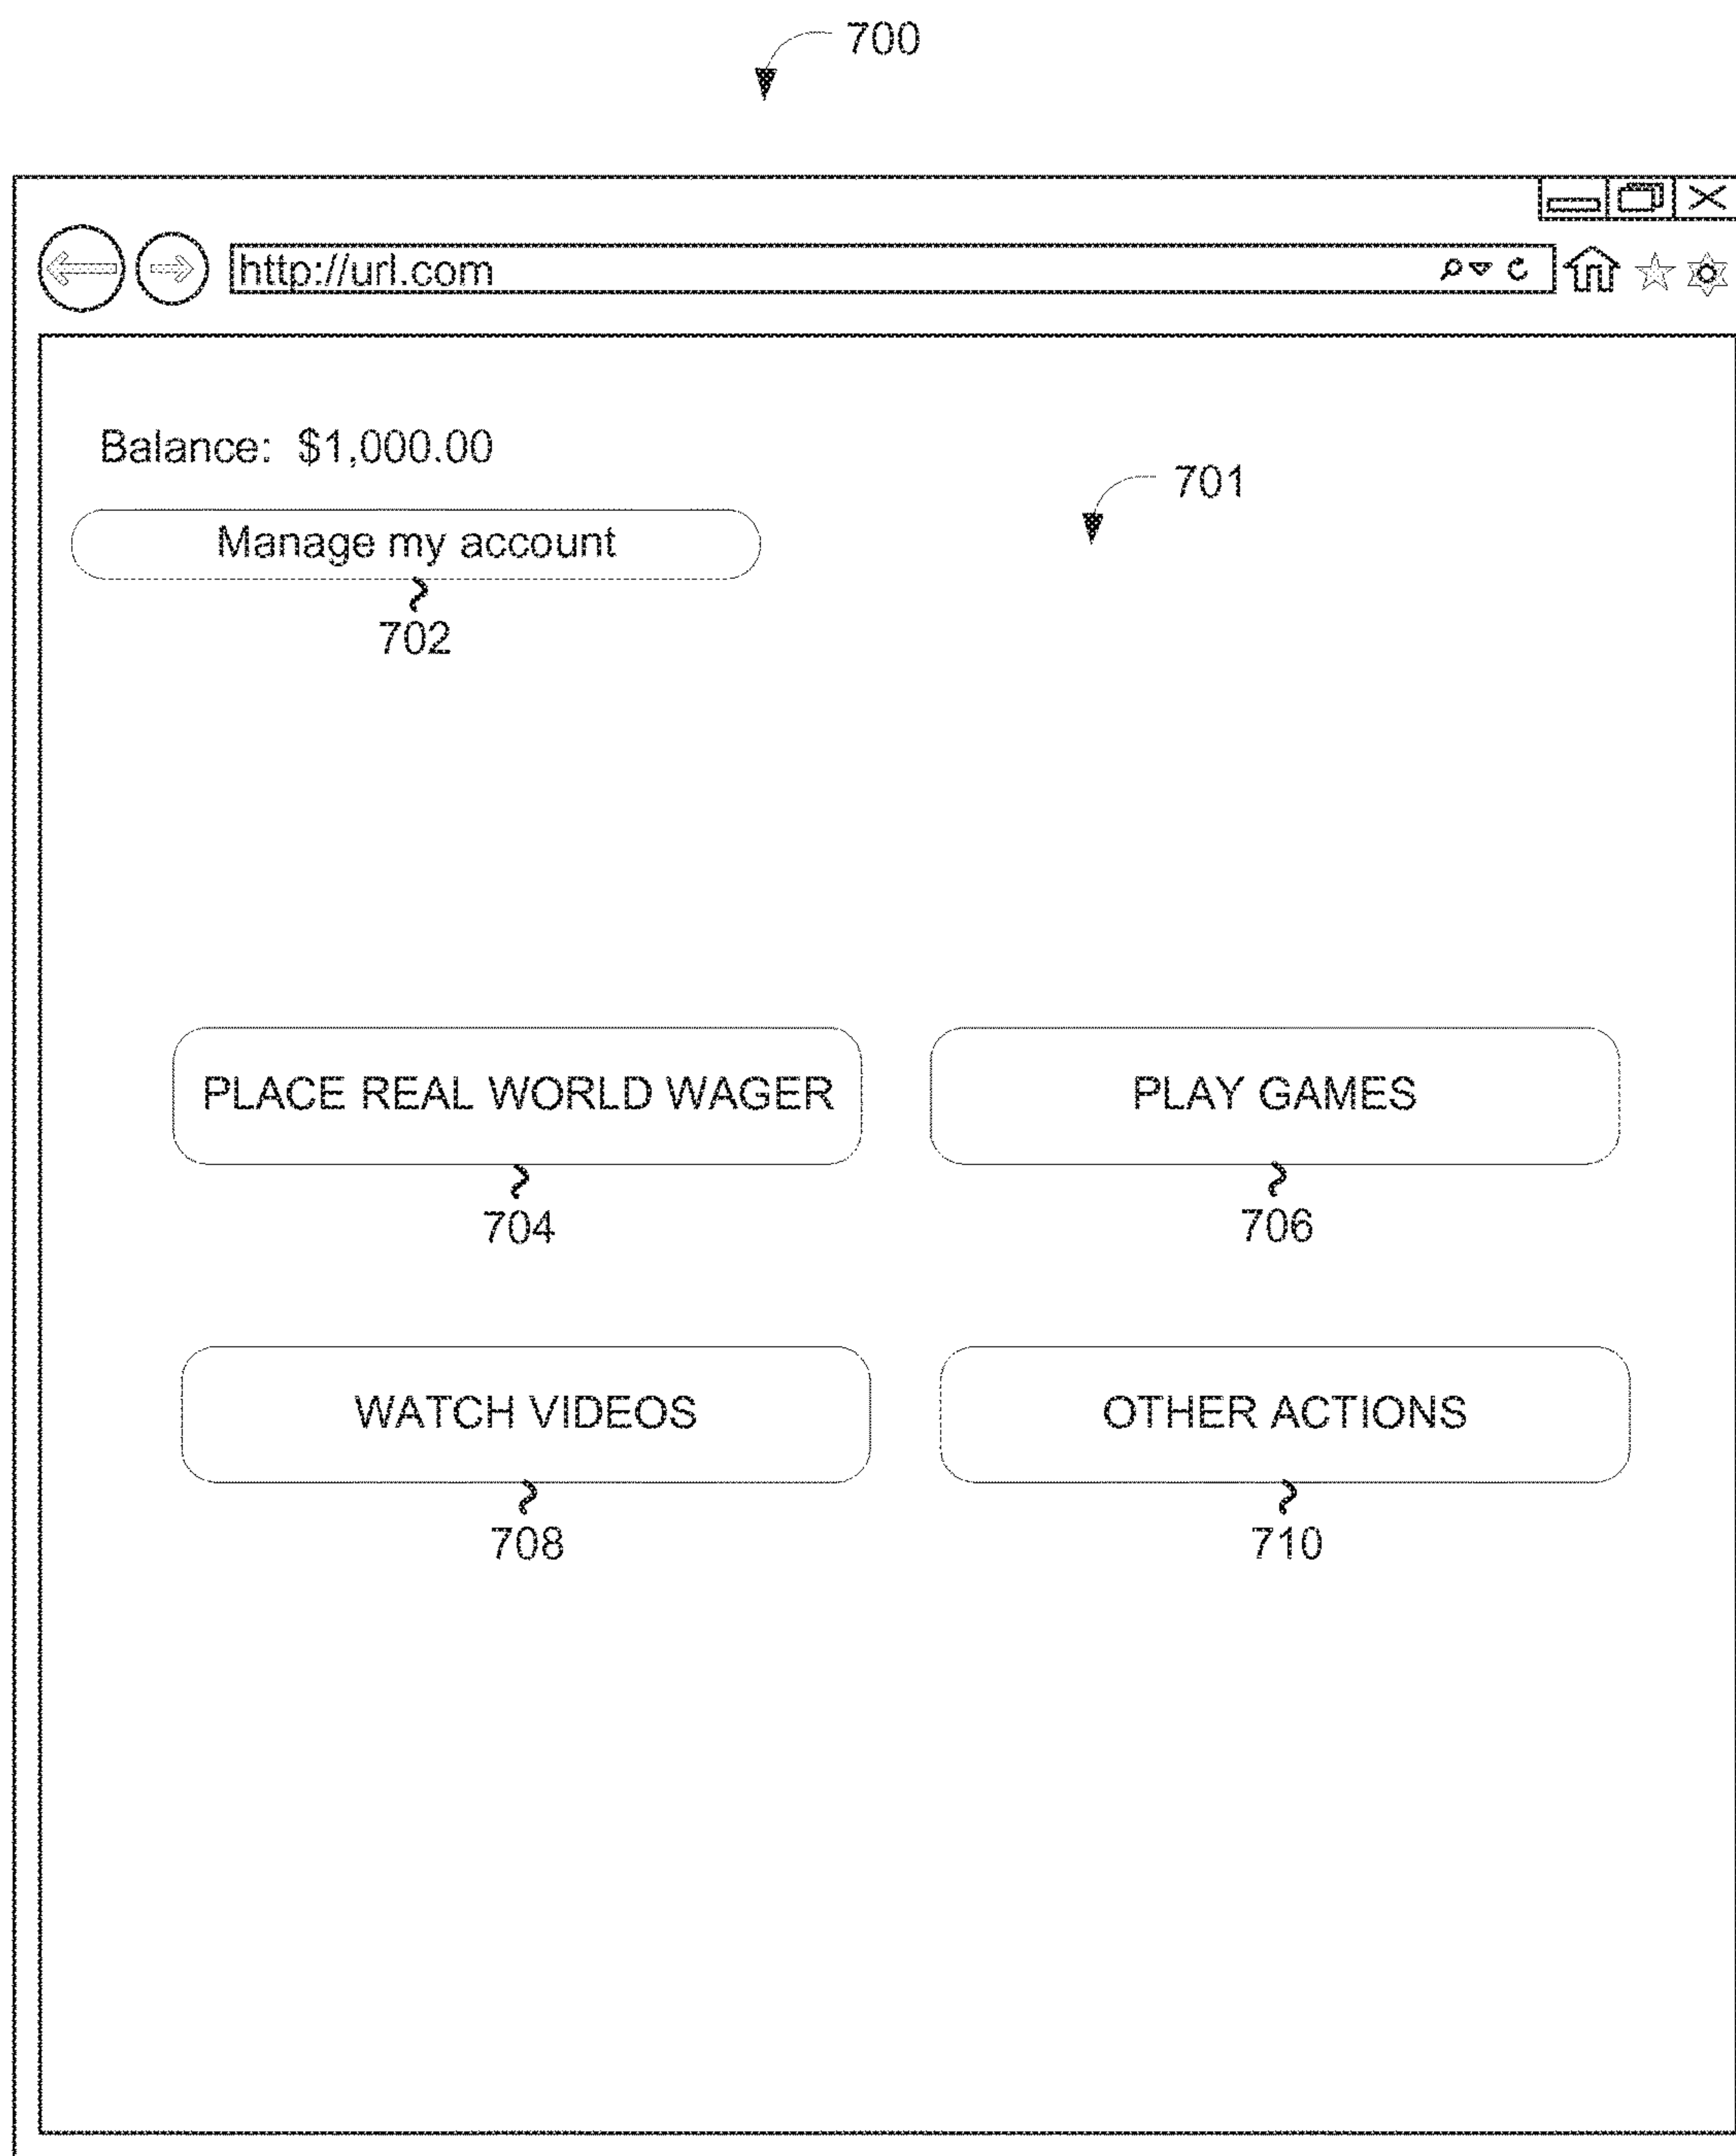 700
http://url.com
Balance: $1,000.00
701
Manage my account
702
PLACE REAL WORLD WAGER
PLAY GAMES
704
706
WATCH VIDEOS
OTHER ACTIONS
708
710